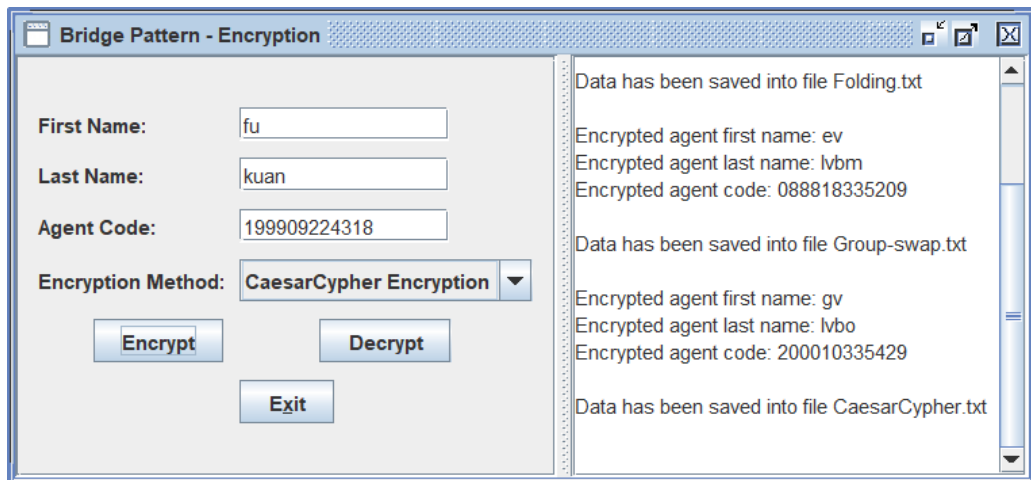 Bridge Pattern - Encryption
First Name:
fu
Last Name:
kuan
Agent Code:
199909224318
Encryption Method:
CaesarCypher Encryption
Encrypt
Decrypt
Exit
Data has been saved into file Folding.txt
Encrypted agent first name: ev
Encrypted agent last name: lvbm
Encrypted agent code: 088818335209
Data has been saved into file Group-swap.txt
Encrypted agent first name: gv
Encrypted agent last name: lvbo
Encrypted agent code: 200010335429
Data has been saved into file CaesarCypher.txt